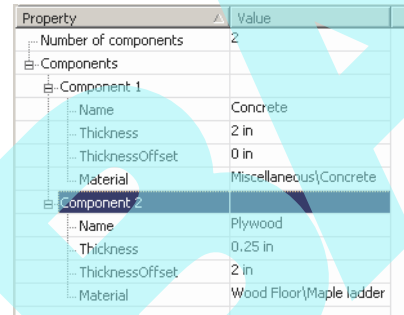 Property Value
Number of components 2
Components
Component 1
Name Concrete
Thickness 2 in
ThicknessOffset 0 in
Material Miscellaneous\Concrete
Component 2
Name Plywood
Thickness 0.25 in
ThicknessOffset 2 in
Material Wood Floor\Maple ladder